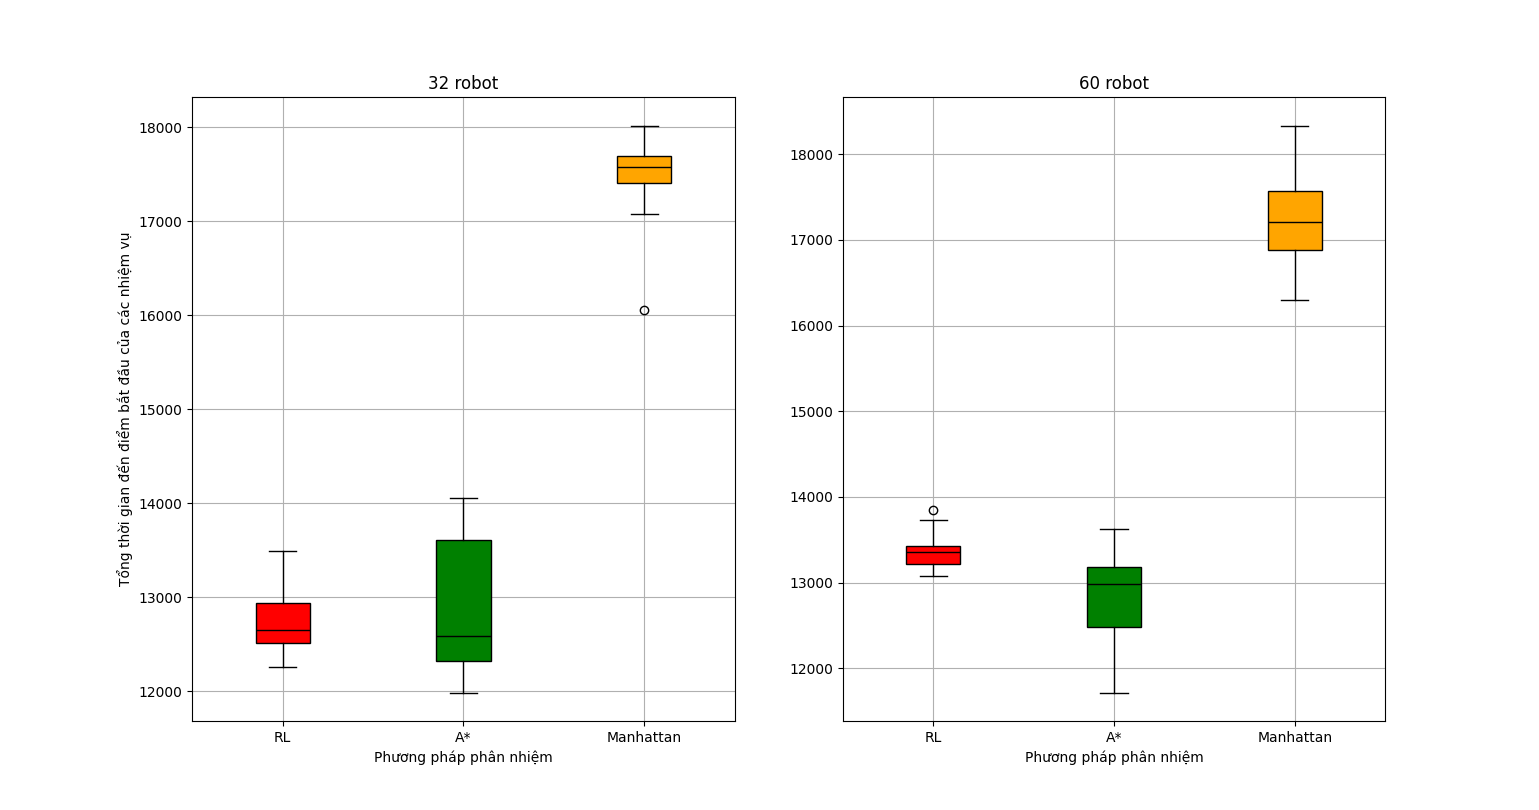 32 robot
18000
17000
16000
15000
14000
13000
12000
Tổng thời gian đến điểm bắt đầu của các nhiệm vụ
RL A* Manhattan
Phương pháp phân nhiệm
60 robot
18000
17000
16000
15000
14000
13000
12000
RL A* Manhattan
Phương pháp phân nhiệm